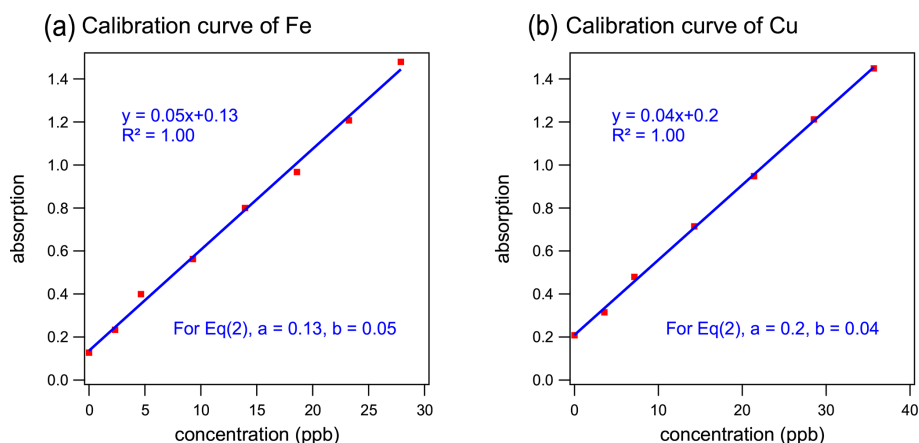 (a) Calibration curve of Fe
1.4
1.2
1.0
0.8
0.6
0.4
0.2
0.0
absorption
y = 0.05x+0.13
R² = 1.00
For Eq(2), a = 0.13, b = 0.05
0 5 10 15 20 25 30
concentration (ppb)
(b) Calibration curve of Cu
1.4
1.2
1.0
0.8
0.6
0.4
0.2
0.0
absorption
y = 0.04x+0.2
R² = 1.00
For Eq(2), a = 0.2, b = 0.04
0 10 20 30 40
concentration (ppb)